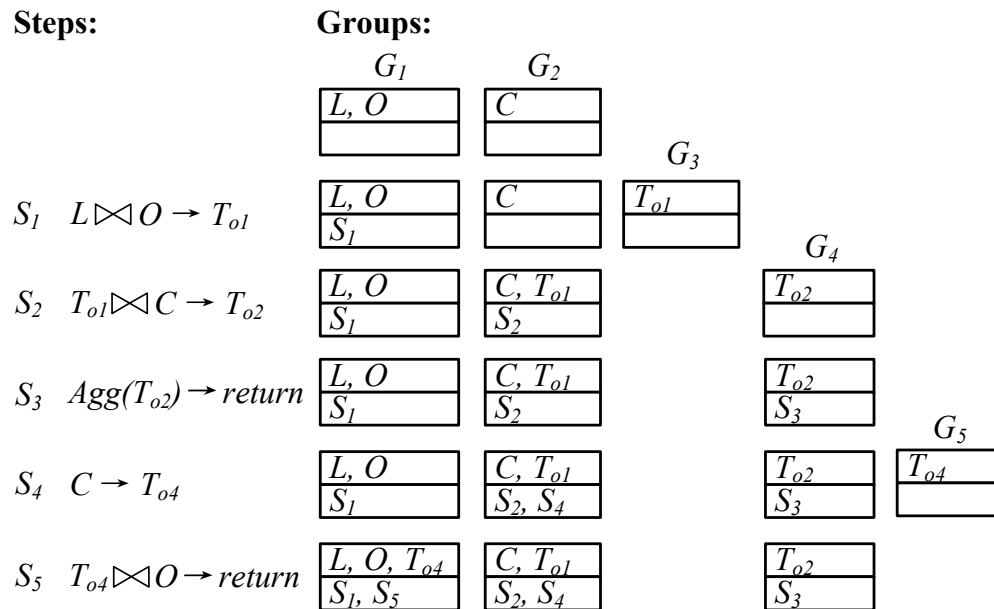 Steps: Groups:
G1 G2
L, O C
G3
S1 L⋈O → To1 L, O C To1
S1
G4
S2 To1⋈C → To2 L, O C, To1 To2
S1 S2
S3 Agg(To2) → return L, O C, To1 To2
S1 S2 S3
G5
S4 C → To4 L, O C, To1 To2 To4
S1 S2, S4 S3
S5 To4⋈O → return L, O, To4 C, To1 To2
S1, S5 S2, S4 S3